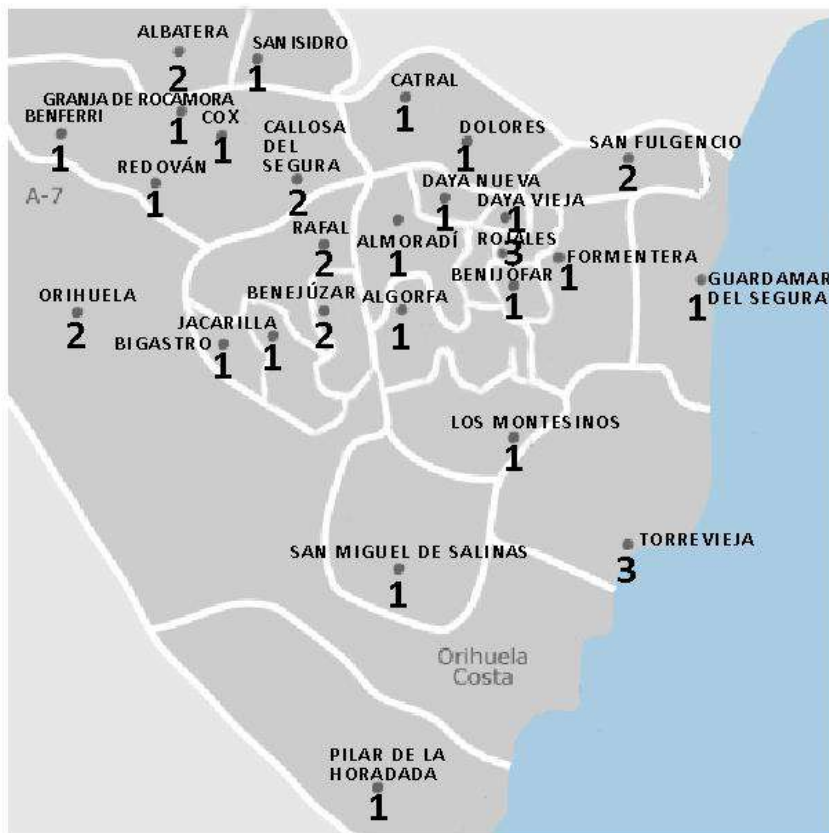 ALBATERA
2
SAN ISIDRO
1
CATRAL
1
GRANJA DE ROCAMORA
1
BENFERRI
1
COX
1
CALLOSA
DEL
SEGURA
2
DOLORES
1
SAN FULGENCIO
2
REDOVÁN
1
A-7
DAYA NUEVA
1
DAYA VIEJA
1
RAFAL
2
ALMORADÍ
1
ROJALES
3
FORMENTERA
1
BENIJOFAR
1
GUARDAMAR
DEL SEGURA
1
ORIHUELA
2
BENEJÚZAR
2
ALGORFA
1
JACARILLA
1
BIGASTRO
1
LOS MONTESINOS
1
SAN MIGUEL DE SALINAS
1
TORREVIEJA
3
Orihuela
Costa
PILAR DE LA
HORADADA
1